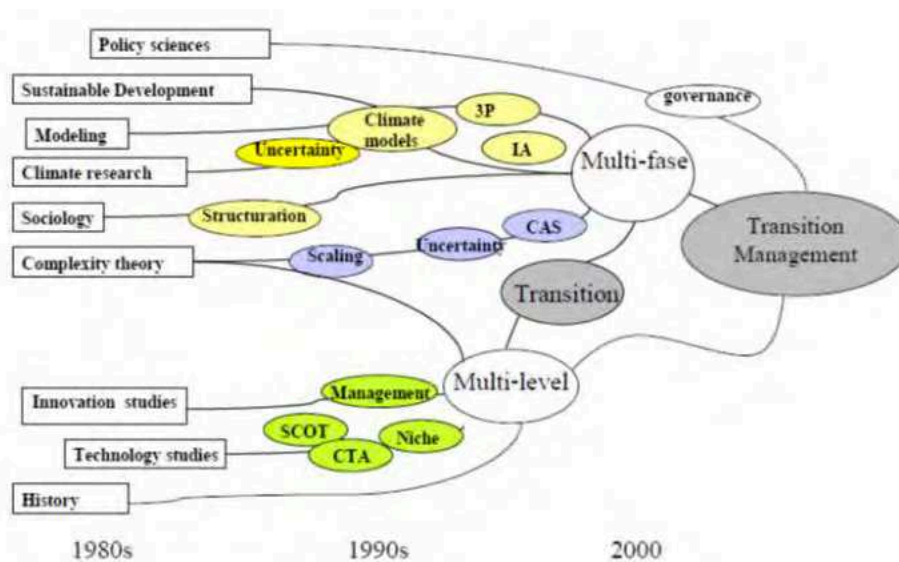 Policy sciences
governance
Sustainable Development
3P
Climate
models
Modeling
Uncertainty
IA
Multi-fase
Climate research
Sociology
Structuration
CAS
Transition
Management
Uncertainty
Scaling
Complexity theory
Transition
Multi-level
Management
Innovation studies
SCOT
Niche
Technology studies
CTA
History
1980s
1990s
2000